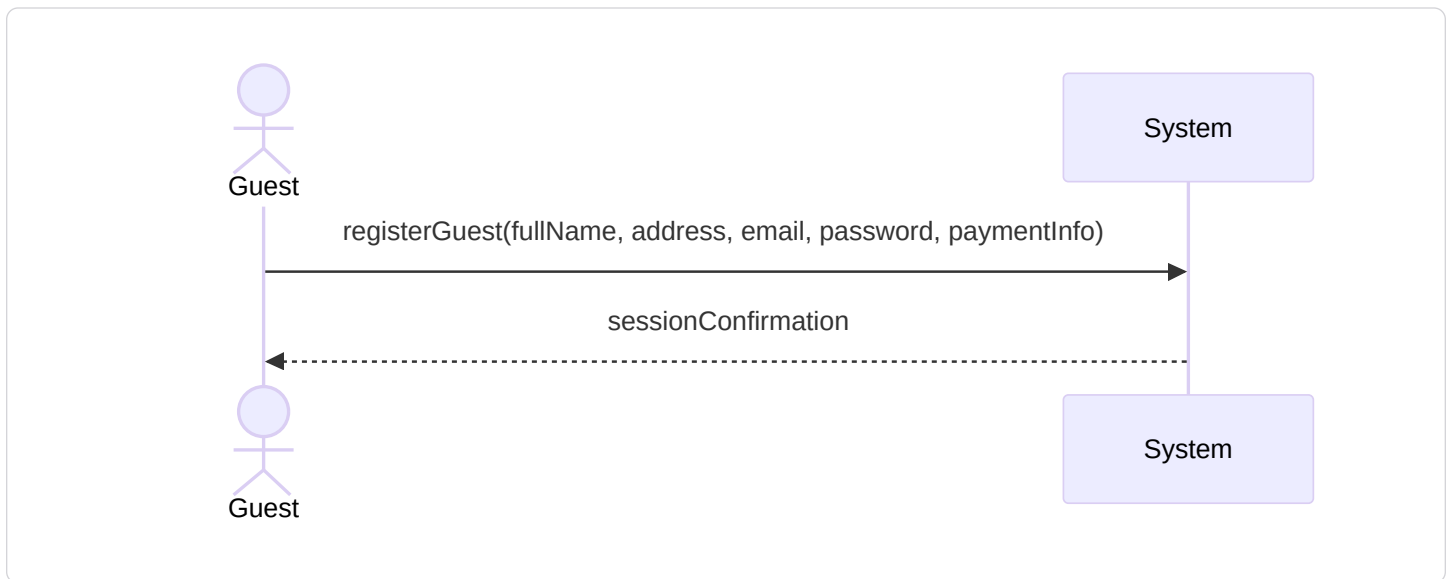 System
Guest
registerGuest(fullName, address, email, password, paymentInfo)
sessionConfirmation
System
Guest